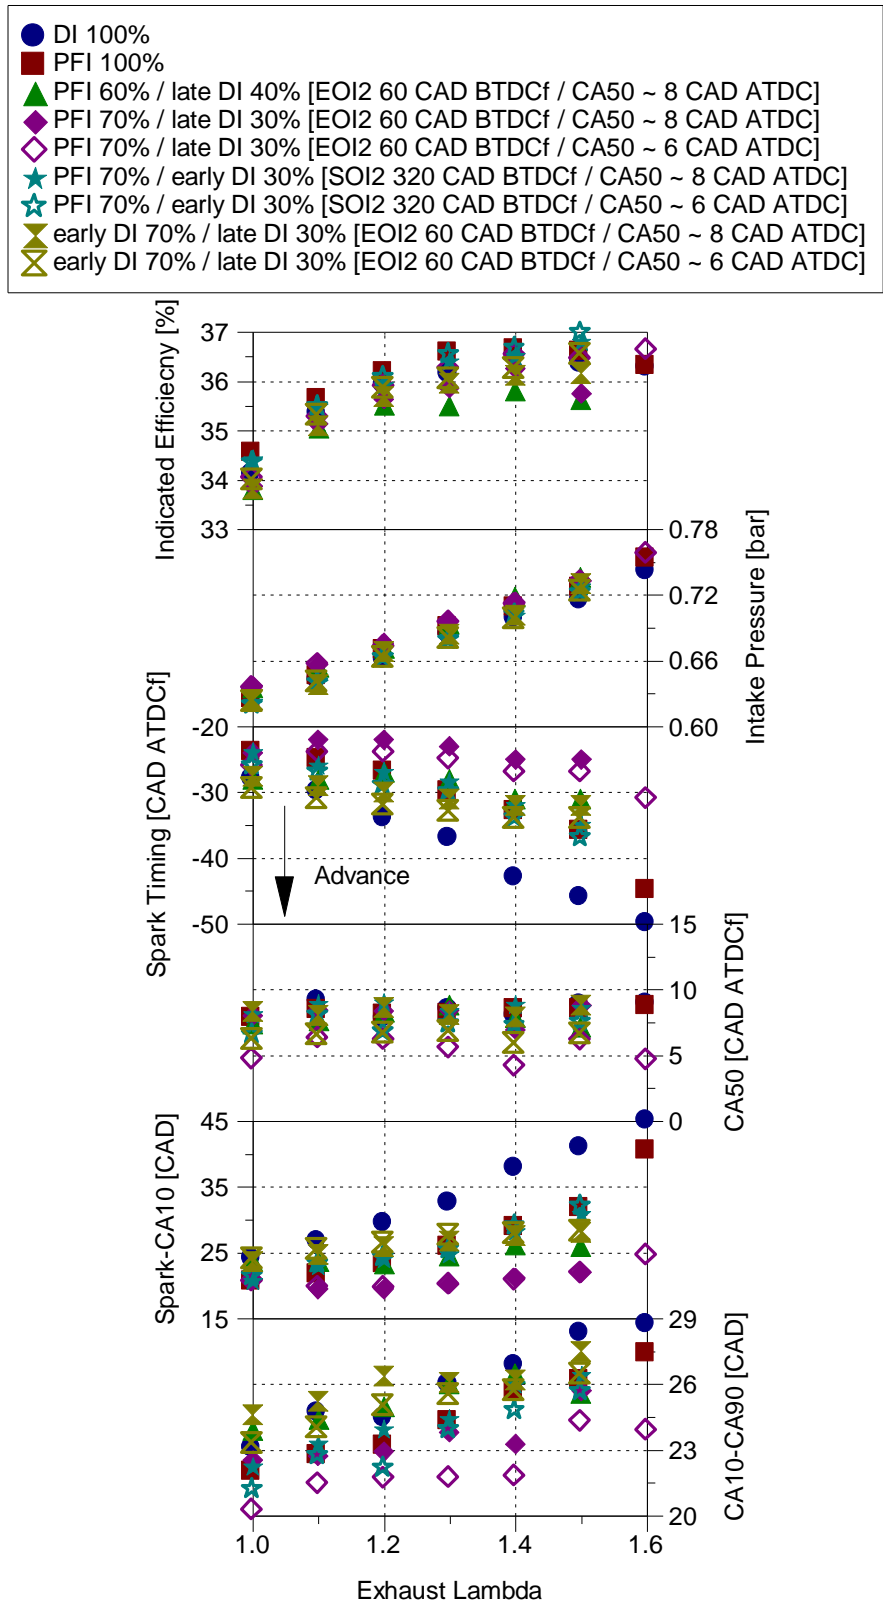 DI 100%
PFI 100%
PFI 60% / late DI 40% [EOI2 60 CAD BTDCf / CA50 ~ 8 CAD ATDC]
PFI 70% / late DI 30% [EOI2 60 CAD BTDCf / CA50 ~ 8 CAD ATDC]
PFI 70% / late DI 30% [EOI2 60 CAD BTDCf / CA50 ~ 6 CAD ATDC]
PFI 70% / early DI 30% [SOI2 320 CAD BTDCf / CA50 ~ 8 CAD ATDC]
PFI 70% / early DI 30% [SOI2 320 CAD BTDCf / CA50 ~ 6 CAD ATDC]
early DI 70% / late DI 30% [EOI2 60 CAD BTDCf / CA50 ~ 8 CAD ATDC]
early DI 70% / late DI 30% [EOI2 60 CAD BTDCf / CA50 ~ 6 CAD ATDC]
Indicated Efficiecny [%]
37
36
35
34
33
0.78
0.72
0.66
0.60
Intake Pressure [bar]
Spark Timing [CAD ATDCf]
-20
-30
-40
-50
Advance
15
10
5
0
CA50 [CAD ATDCf]
Spark-CA10 [CAD]
45
35
25
15
29
26
23
20
CA10-CA90 [CAD]
1.0
1.2
1.4
1.6
Exhaust Lambda